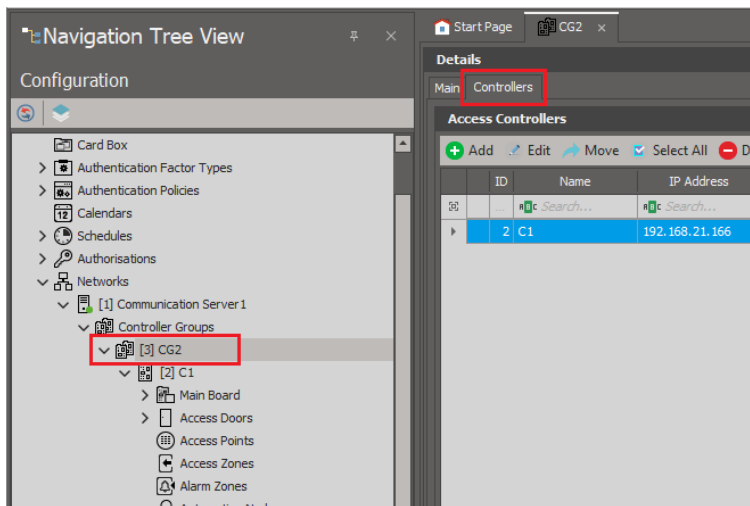 Navigation Tree View
Configuration
Card Box
Authentication Factor Types
Authentication Policies
12 Calendars
Schedules
Authorisations
Networks
[1] Communication Server1
Controller Groups
[3] CG2
[2] C1
Main Board
Access Doors
Access Points
Access Zones
Alarm Zones
Start Page
CG2
Details
Main
Controllers
Access Controllers
Add
Edit
Move
Select All
D
ID
Name
IP Address
...
Search...
Search...
2
C1
192.168.21.166